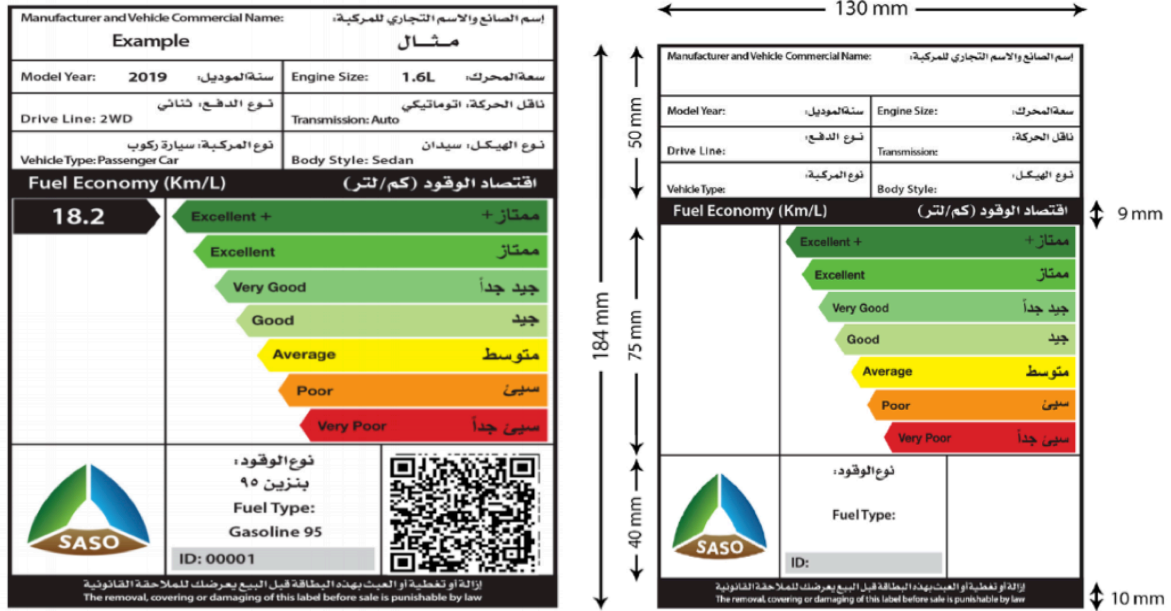 Manufacturer and Vehicle Commercial Name: إسم الصانع والاسم التجاري للمركبة:
Example مثال
Model Year: 2019 سنة الموديل: Engine Size: 1.6L سعة المحرك:
نوع الدفع: ثنائي ناقل الحركة: اتوماتيكي
Drive Line: 2WD Transmission: Auto
نوع المركبة: سيارة ركوب نوع الهيكل: سيدان
Vehicle Type: Passenger Car Body Style: Sedan
Fuel Economy (Km/L) اقتصاد الوقود (كم/لتر)
18.2 Excellent + ممتاز +
Excellent ممتاز
Very Good جيد جداً
Good جيد
Average متوسط
Poor سيئ
Very Poor سيئ جداً
نوع الوقود:
بنزين ٩٥
Fuel Type:
Gasoline 95
SASO
ID: 00001
إزالة أو تغطية أو العبث بهذه البطاقة قبل البيع يعرضك للملاحقة القانونية
The removal, covering or damaging of this label before sale is punishable by law
130 mm
184 mm
50 mm
Manufacturer and Vehicle Commercial Name: إسم الصانع والاسم التجاري للمركبة:
Model Year: سنة الموديل: Engine Size: سعة المحرك:
نوع الدفع: ناقل الحركة:
Drive Line: Transmission:
نوع المركبة: نوع الهيكل:
Vehicle Type: Body Style:
Fuel Economy (Km/L) اقتصاد الوقود (كم/لتر)
9 mm
75 mm
Excellent + ممتاز +
Excellent ممتاز
Very Good جيد جداً
Good جيد
Average متوسط
Poor سيئ
Very Poor سيئ جداً
40 mm
نوع الوقود:
Fuel Type:
SASO
ID:
إزالة أو تغطية أو العبث بهذه البطاقة قبل البيع يعرضك للملاحقة القانونية
The removal, covering or damaging of this label before sale is punishable by law
10 mm